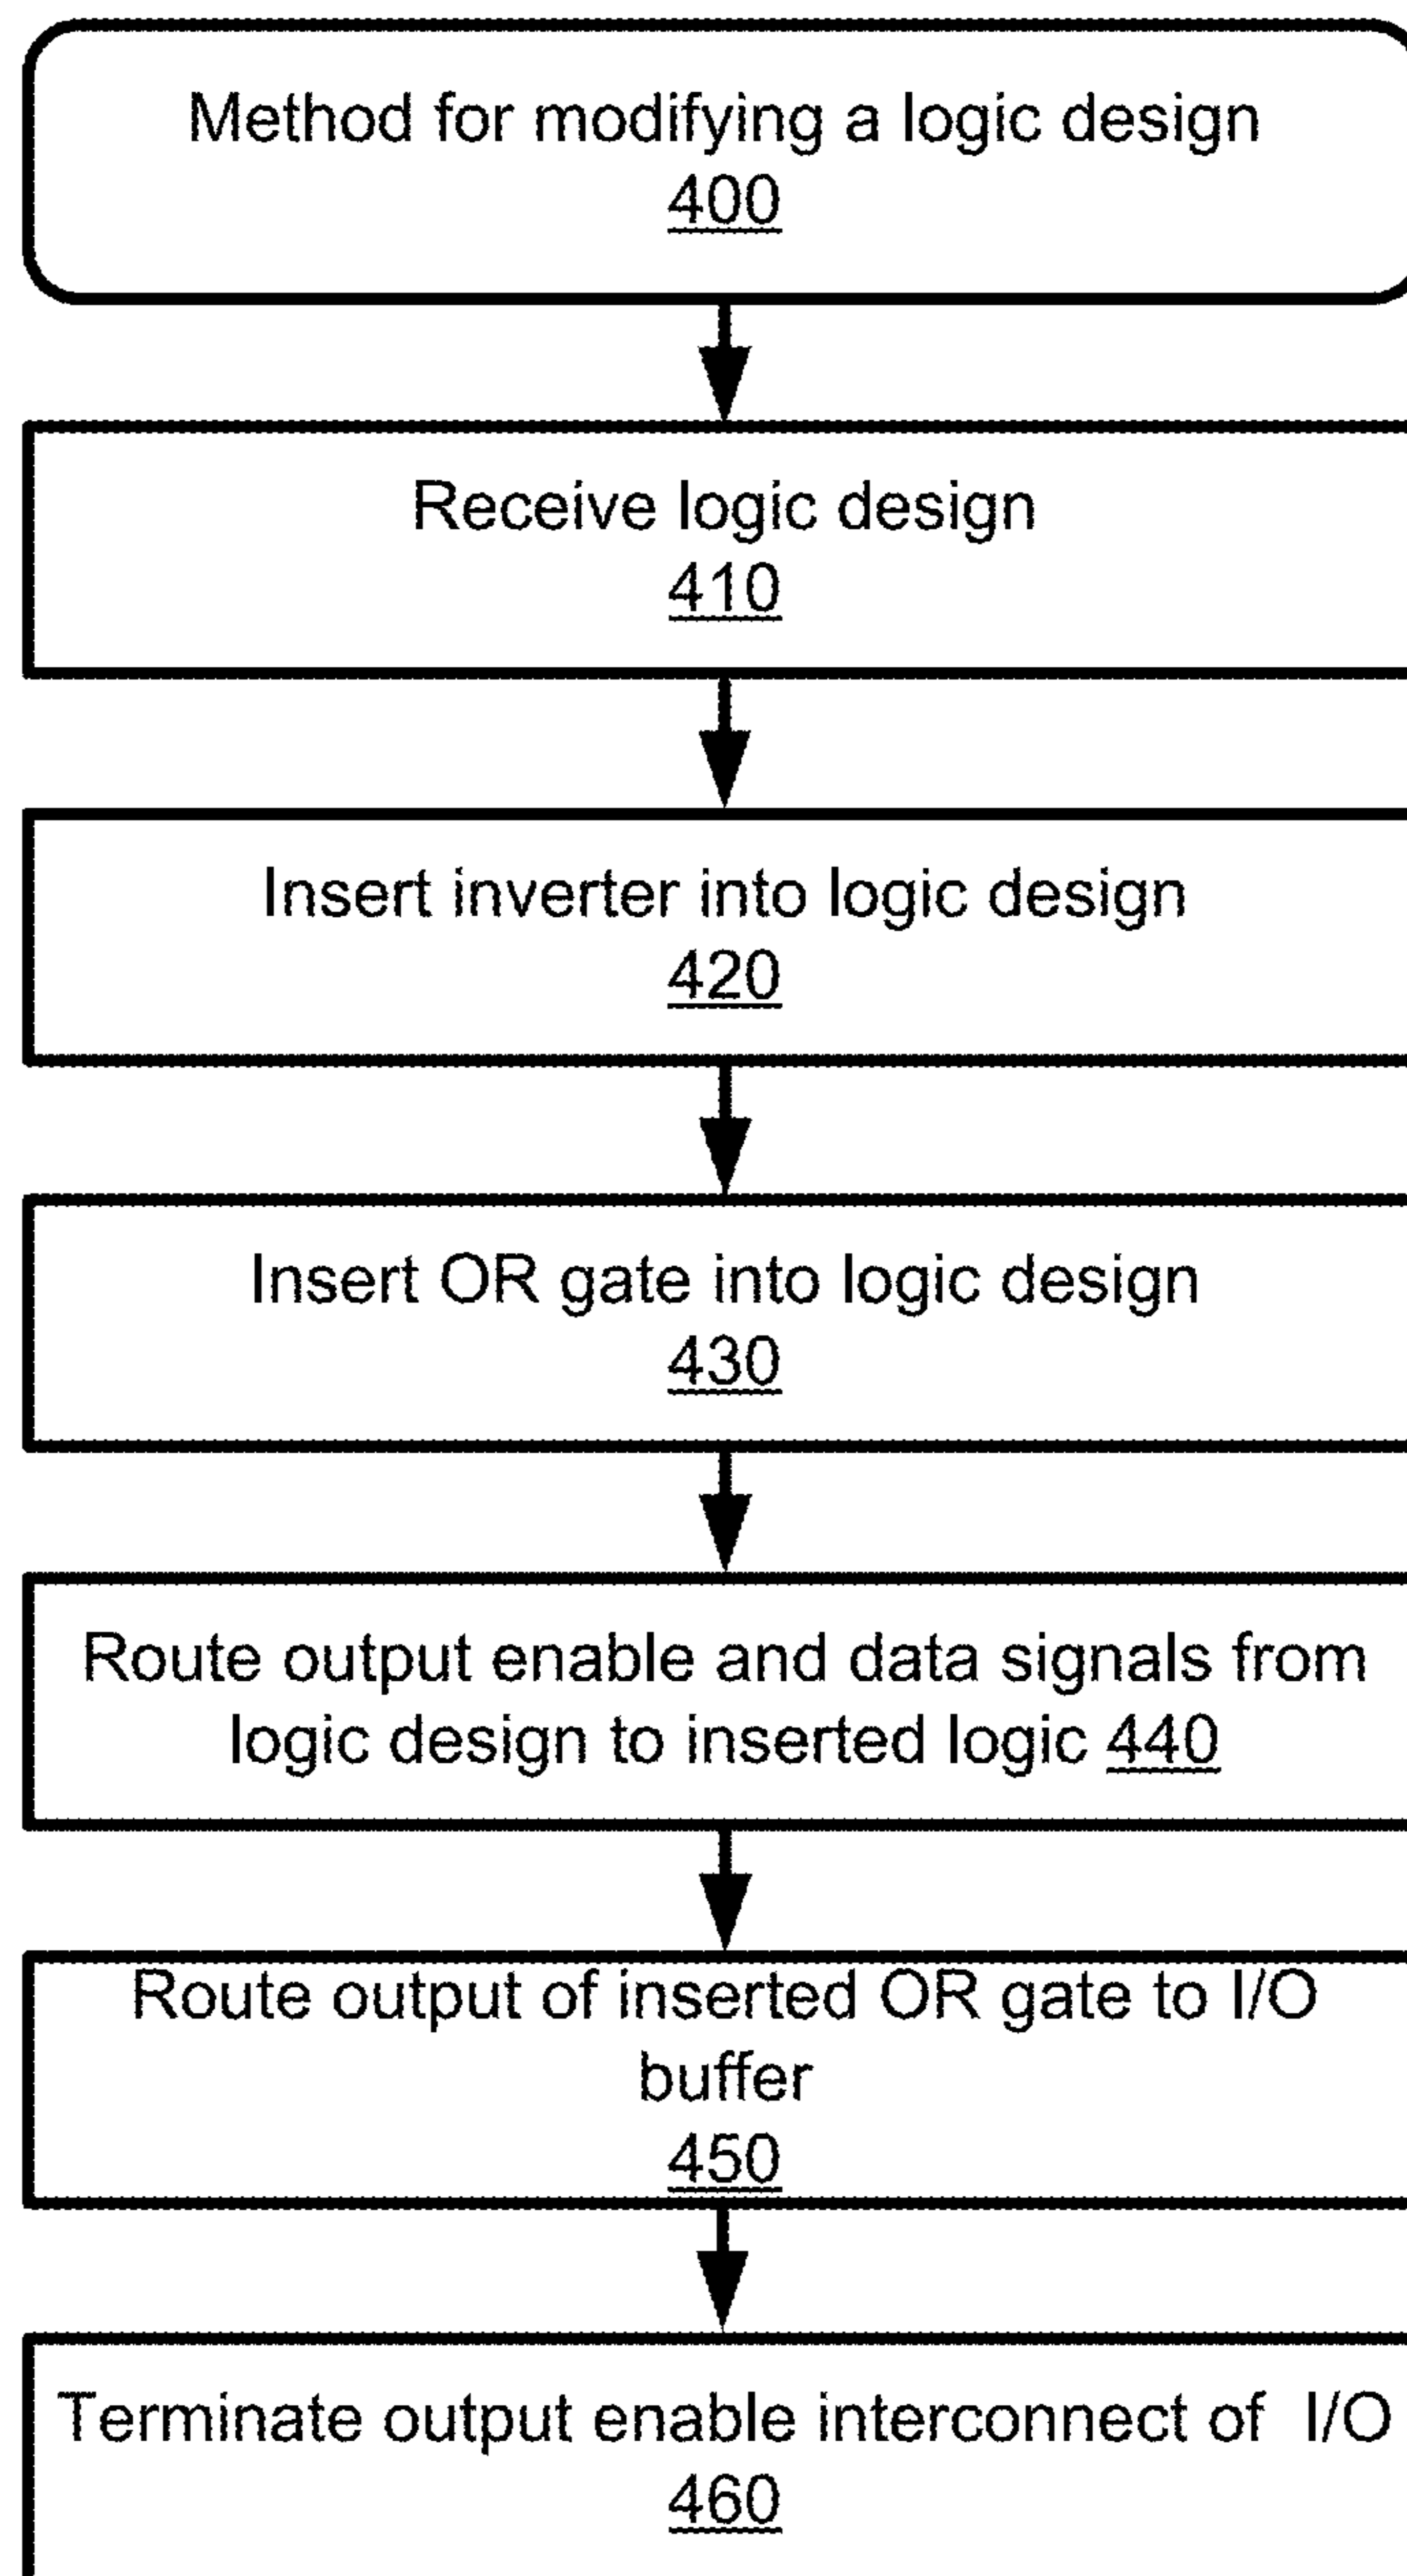 Method for modifying a logic design
400
Receive logic design
410
Insert inverter into logic design
420
Insert OR gate into logic design
430
Route output enable and data signals from
logic design to inserted logic 440
Route output of inserted OR gate to I/O
buffer
450
Terminate output enable interconnect of I/O
460